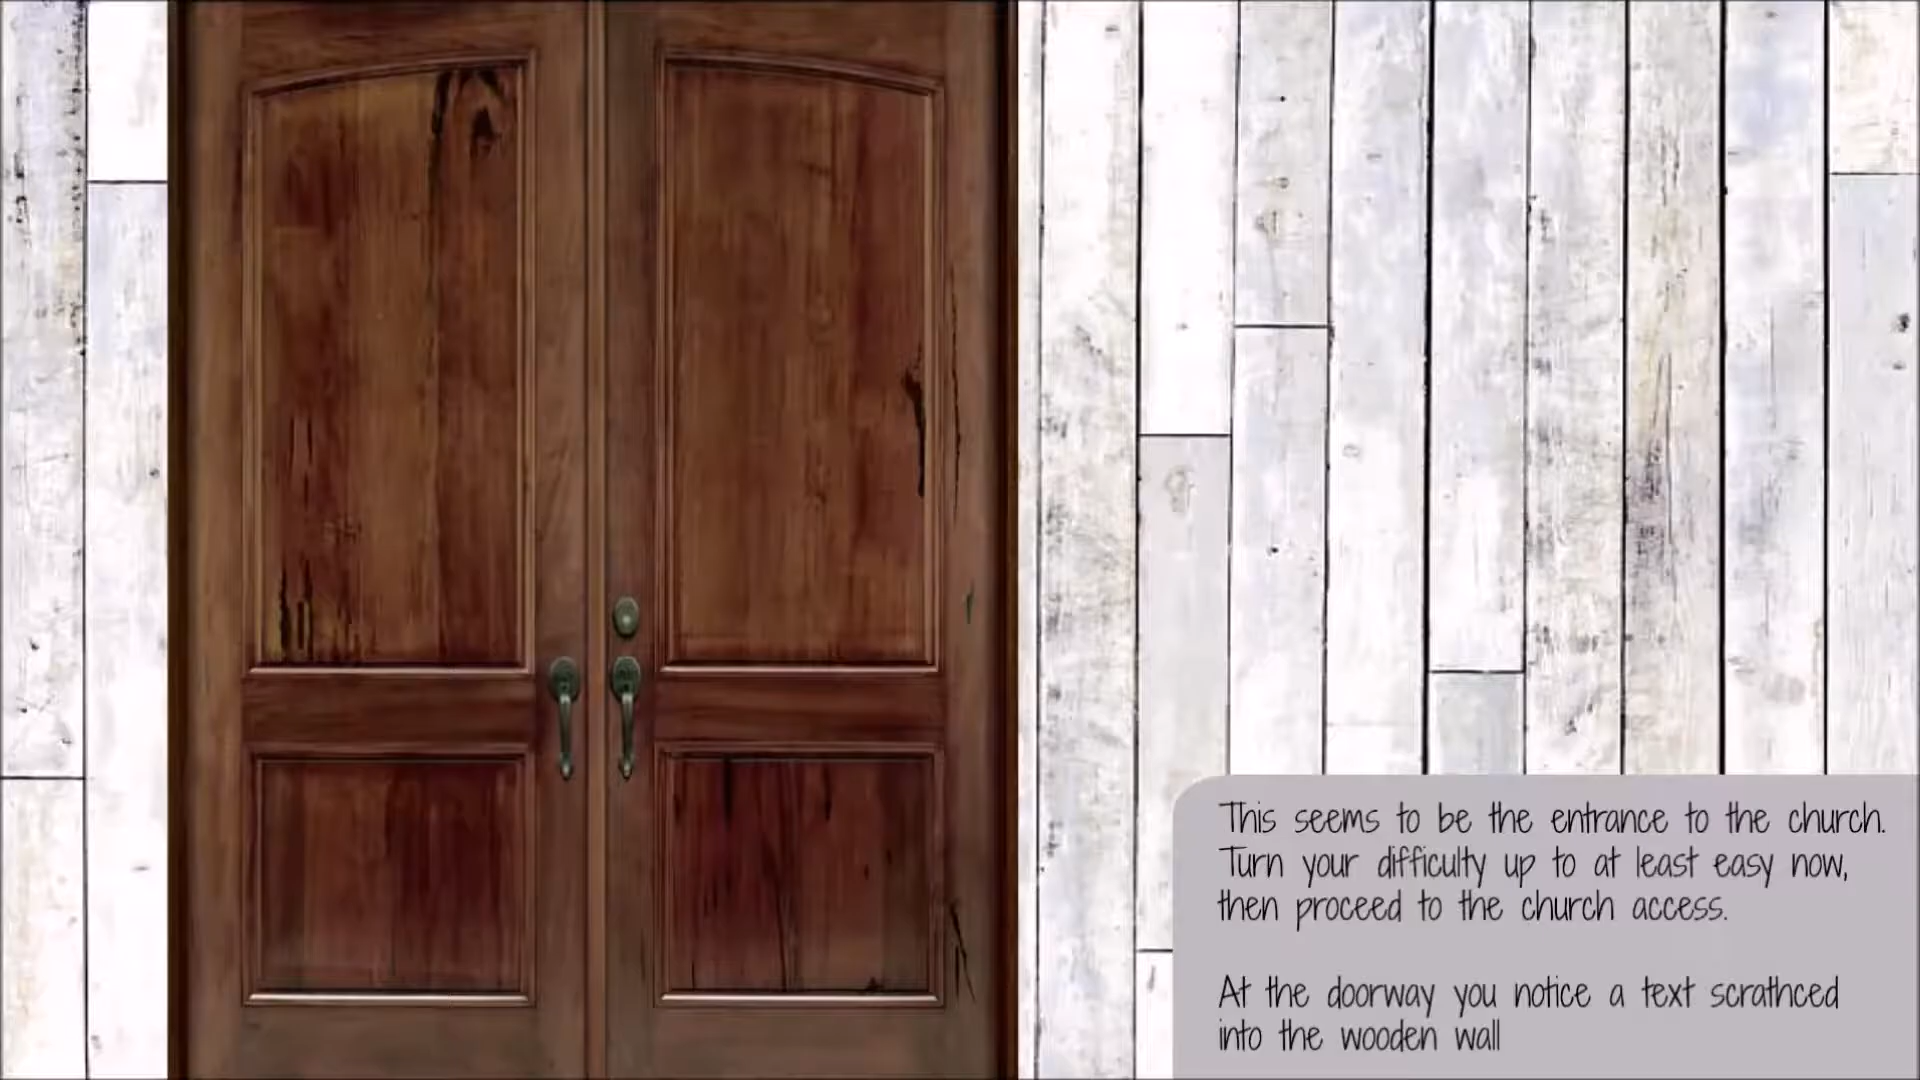 This seems to be the entrance to the church.
Turn your difficulty up to at least easy now,
then proceed to the church access.
At the doorway you notice a text scrathced
into the wooden wall